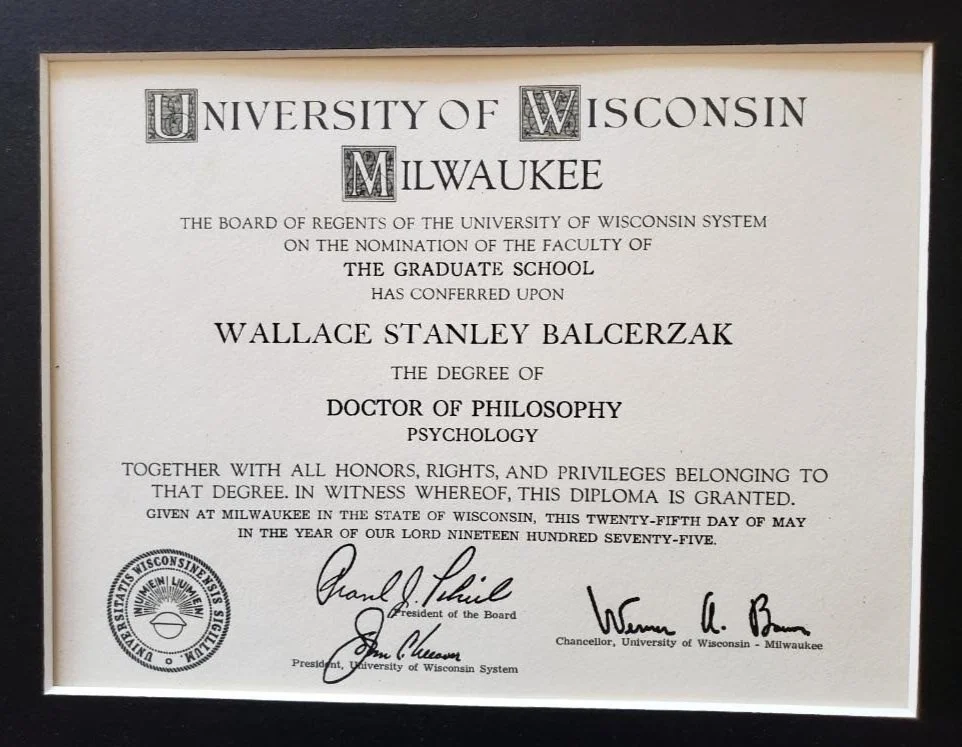 UNIVERSITY OF WISCONSIN
MILWAUKEE
THE BOARD OF REGENTS OF THE UNIVERSITY OF WISCONSIN SYSTEM
ON THE NOMINATION OF THE FACULTY OF
THE GRADUATE SCHOOL
HAS CONFERRED UPON
WALLACE STANLEY BALCERZAK
THE DEGREE OF
DOCTOR OF PHILOSOPHY
PSYCHOLOGY
TOGETHER WITH ALL HONORS, RIGHTS, AND PRIVILEGES BELONGING TO
THAT DEGREE. IN WITNESS WHEREOF, THIS DIPLOMA IS GRANTED.
GIVEN AT MILWAUKEE IN THE STATE OF WISCONSIN, THIS TWENTY-FIFTH DAY OF MAY
IN THE YEAR OF OUR LORD NINETEEN HUNDRED SEVENTY-FIVE.
UNIVERSITATIS WISCONSINENSIS SIGILLUM
NUMEN LUMEN
J.
President of the Board
John C. Weaver
President, University of Wisconsin System
Werner A. Baum
Chancellor, University of Wisconsin - Milwaukee